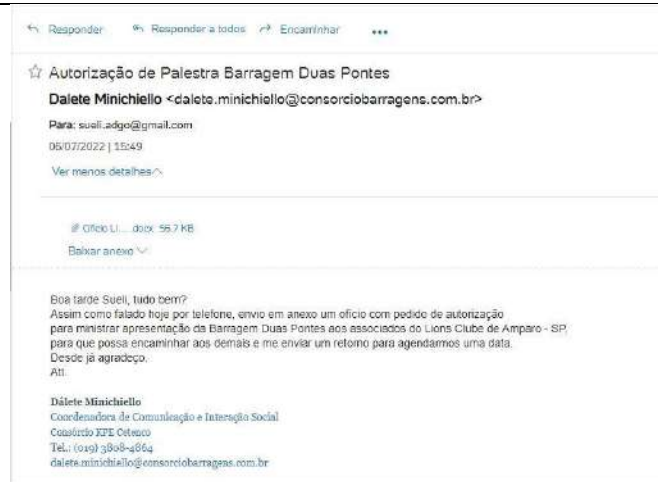 Responder Responder a todos Encaminhar
Autorização de Palestra Barragem Duas Pontes
Dalete Minichiello <dalete.minichiello@consorciobarragens.com.br>
Para: sueli.adgo@gmail.com
06/07/2022 | 15:49
Ver menos detalhes
Ofício LI... .docx 56.7 KB
Baixar anexo
Boa tarde Sueli, tudo bem?
Assim como falado hoje por telefone, envio em anexo um ofício com pedido de autorização
para ministrar apresentação da Barragem Duas Pontes aos associados do Lions Clube de Amparo - SP,
para que possa encaminhar aos demais e me enviar um retorno para agendarmos uma data.
Desde já agradeço.
Att.
Dálete Minichiello
Coordenadora de Comunicação e Interação Social
Consórcio KPE Cetenco
Tel.: (019) 3808-4864
dalete.minichiello@consorciobarragens.com.br